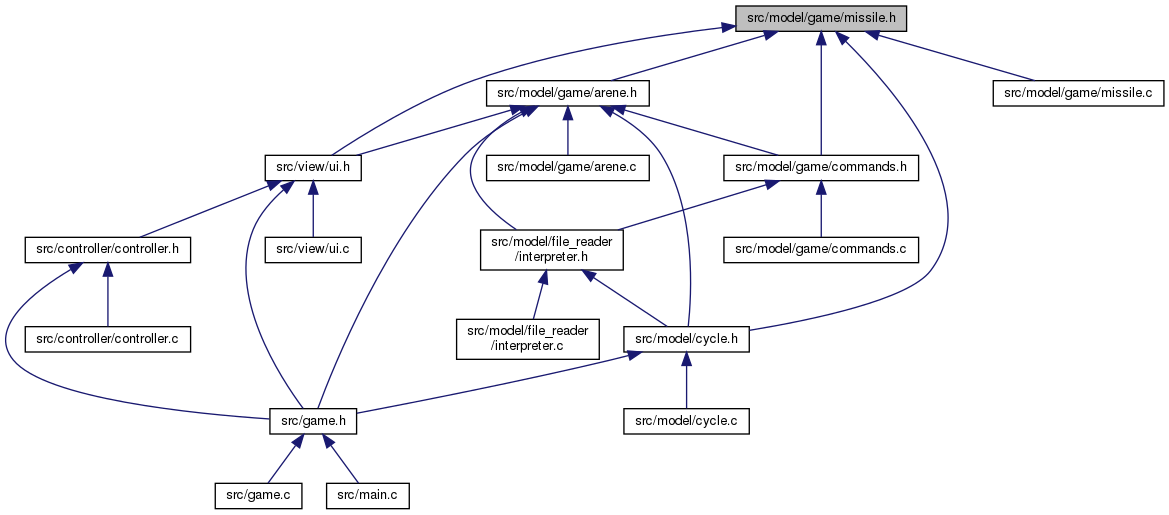 src/model/game/missile.h
src/model/game/arene.h
src/model/game/missile.c
src/view/ui.h
src/model/game/arene.c
src/model/game/commands.h
src/controller/controller.h
src/view/ui.c
src/model/file_reader
/interpreter.h
src/model/game/commands.c
src/controller/controller.c
src/model/file_reader
/interpreter.c
src/model/cycle.h
src/game.h
src/model/cycle.c
src/game.c
src/main.c